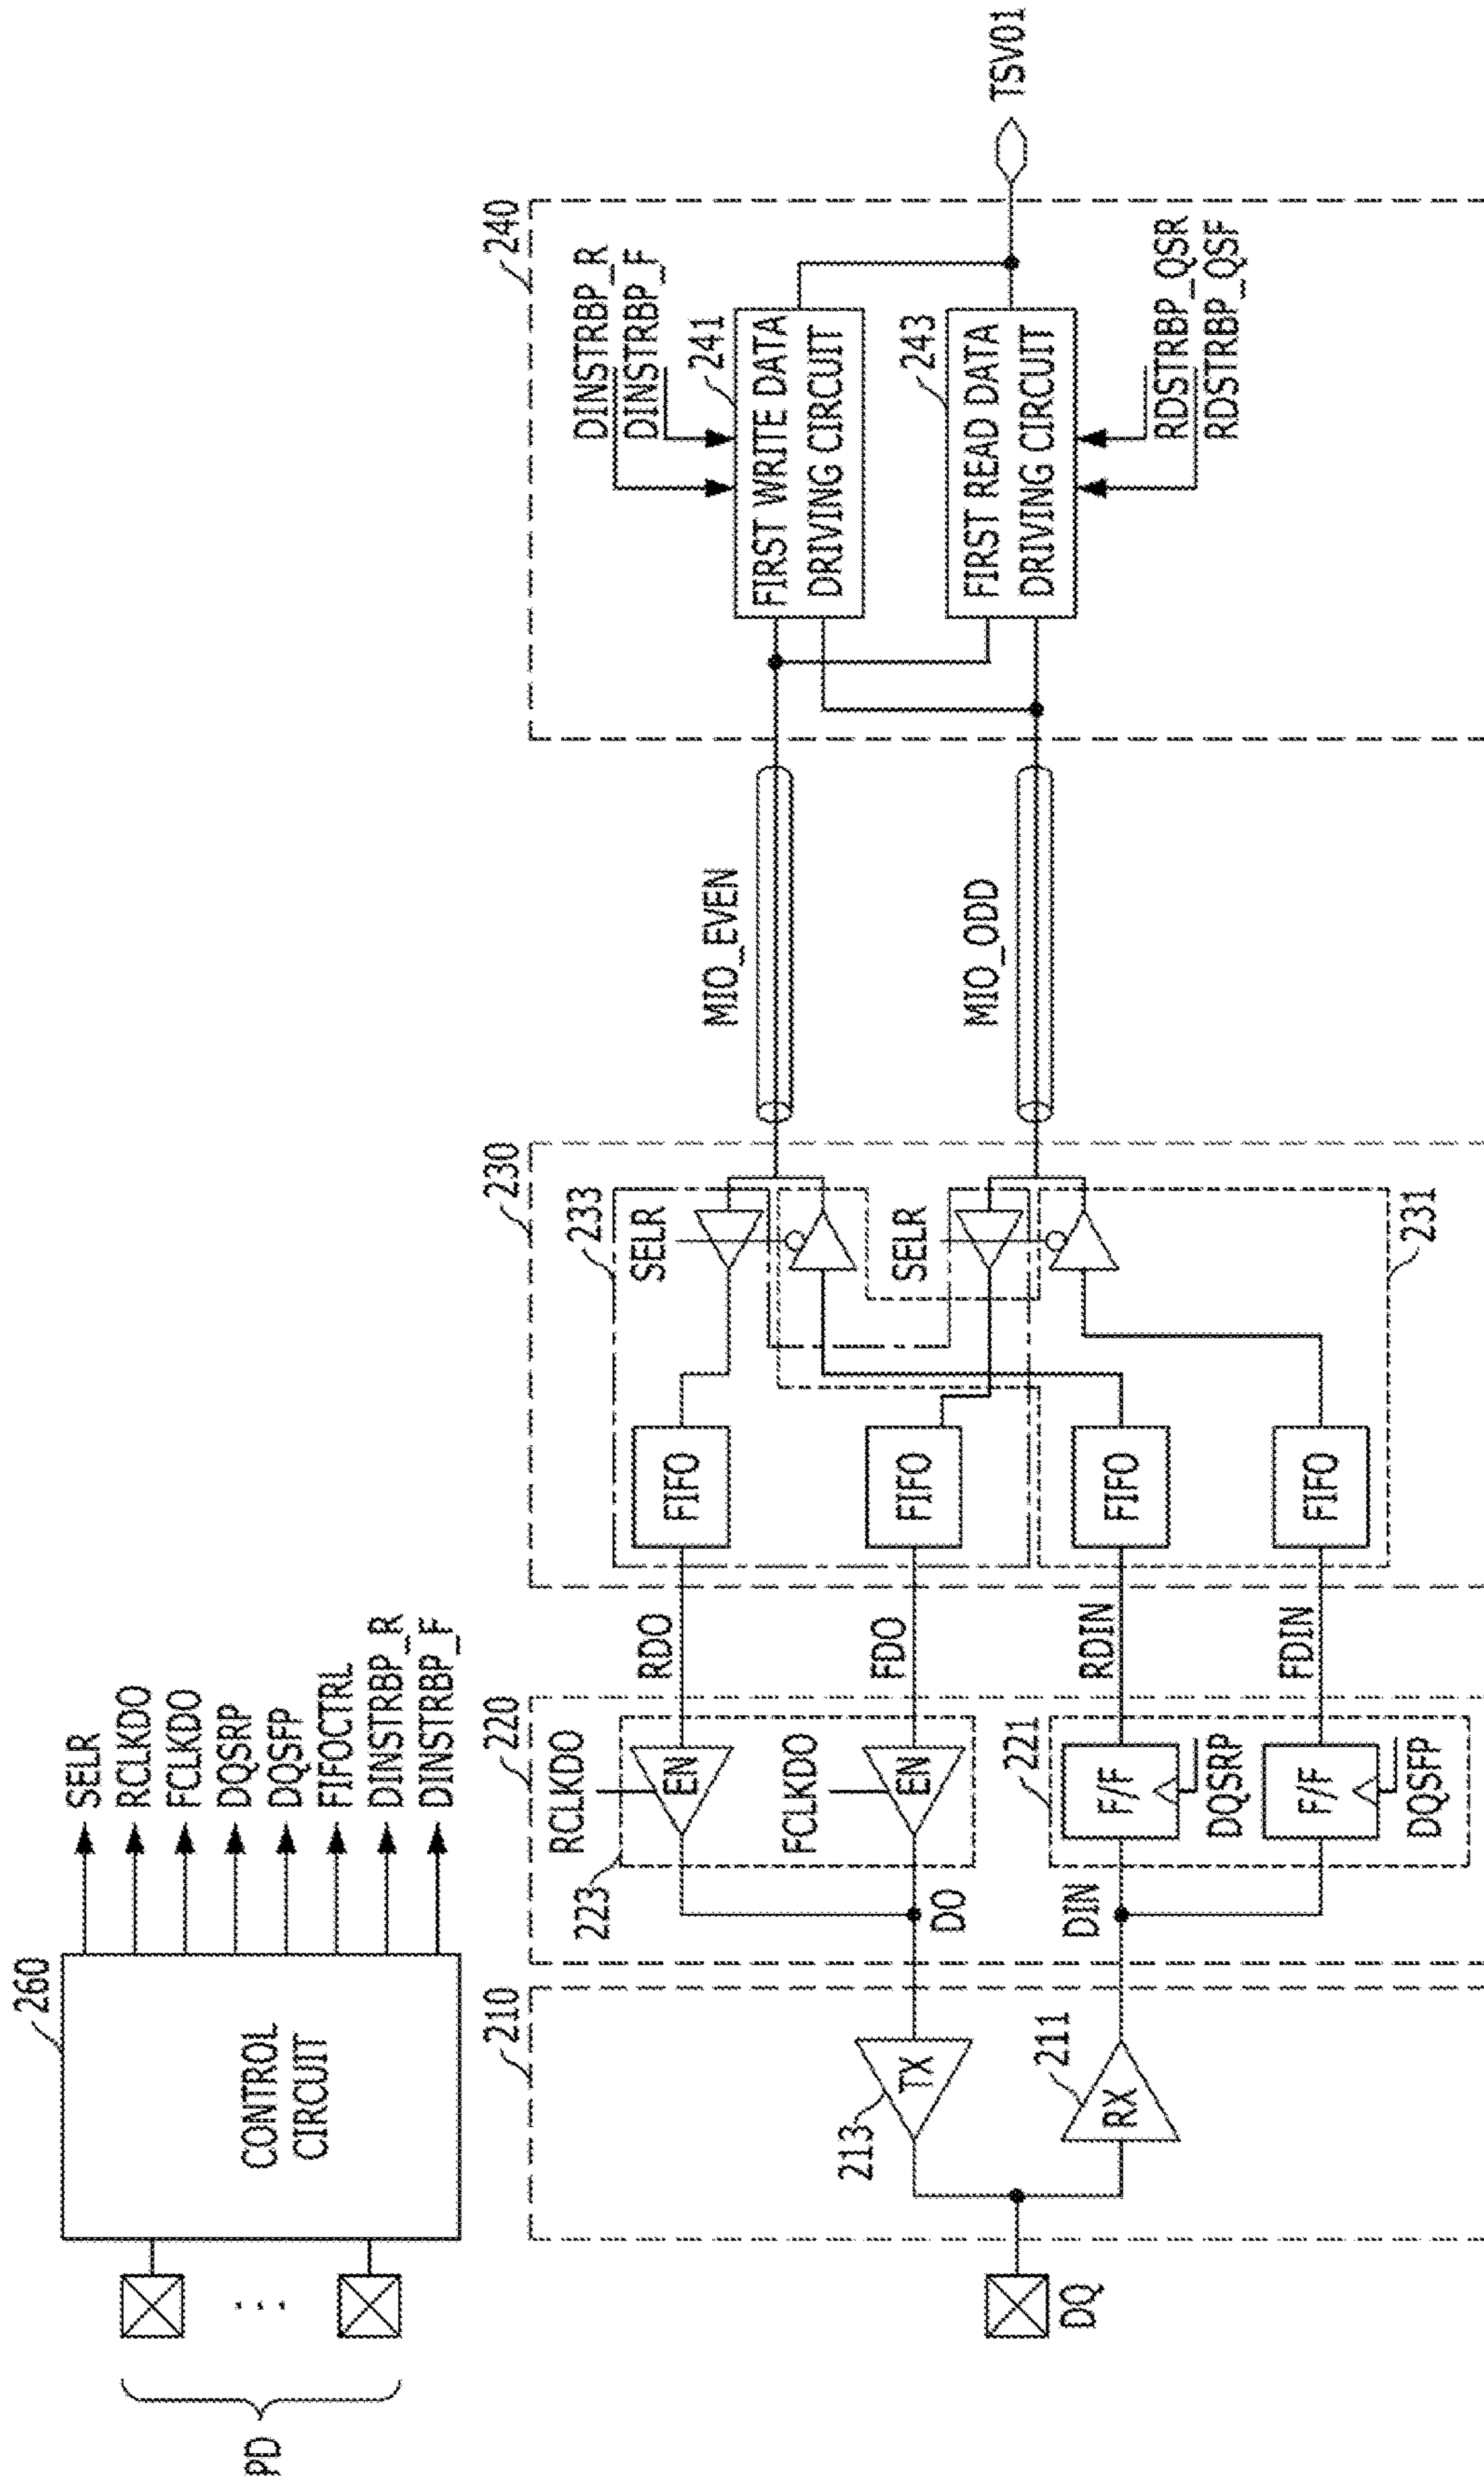 260
CONTROL
CIRCUIT
PD
SELR
RCLKDO
FCLKDO
DQSRP
DQSFP
FIFOCTRL
DINSTRBP_R
DINSTRBP_F
210
213
TX
211
RX
DQ
220
223
RCLKDO
EN
FCLKDO
EN
DO
DIN
221
F/F
DQSRP
F/F
DQSFP
RDO
FDO
RDIN
FDIN
230
233
SELR
SELR
FIFO
FIFO
FIFO
FIFO
231
MIO_EVEN
MIO_ODD
240
DINSTRBP_R
DINSTRBP_F
241
FIRST WRITE DATA
DRIVING CIRCUIT
243
FIRST READ DATA
DRIVING CIRCUIT
RDSTRBP_QSR
RDSTRBP_QSF
TSV01